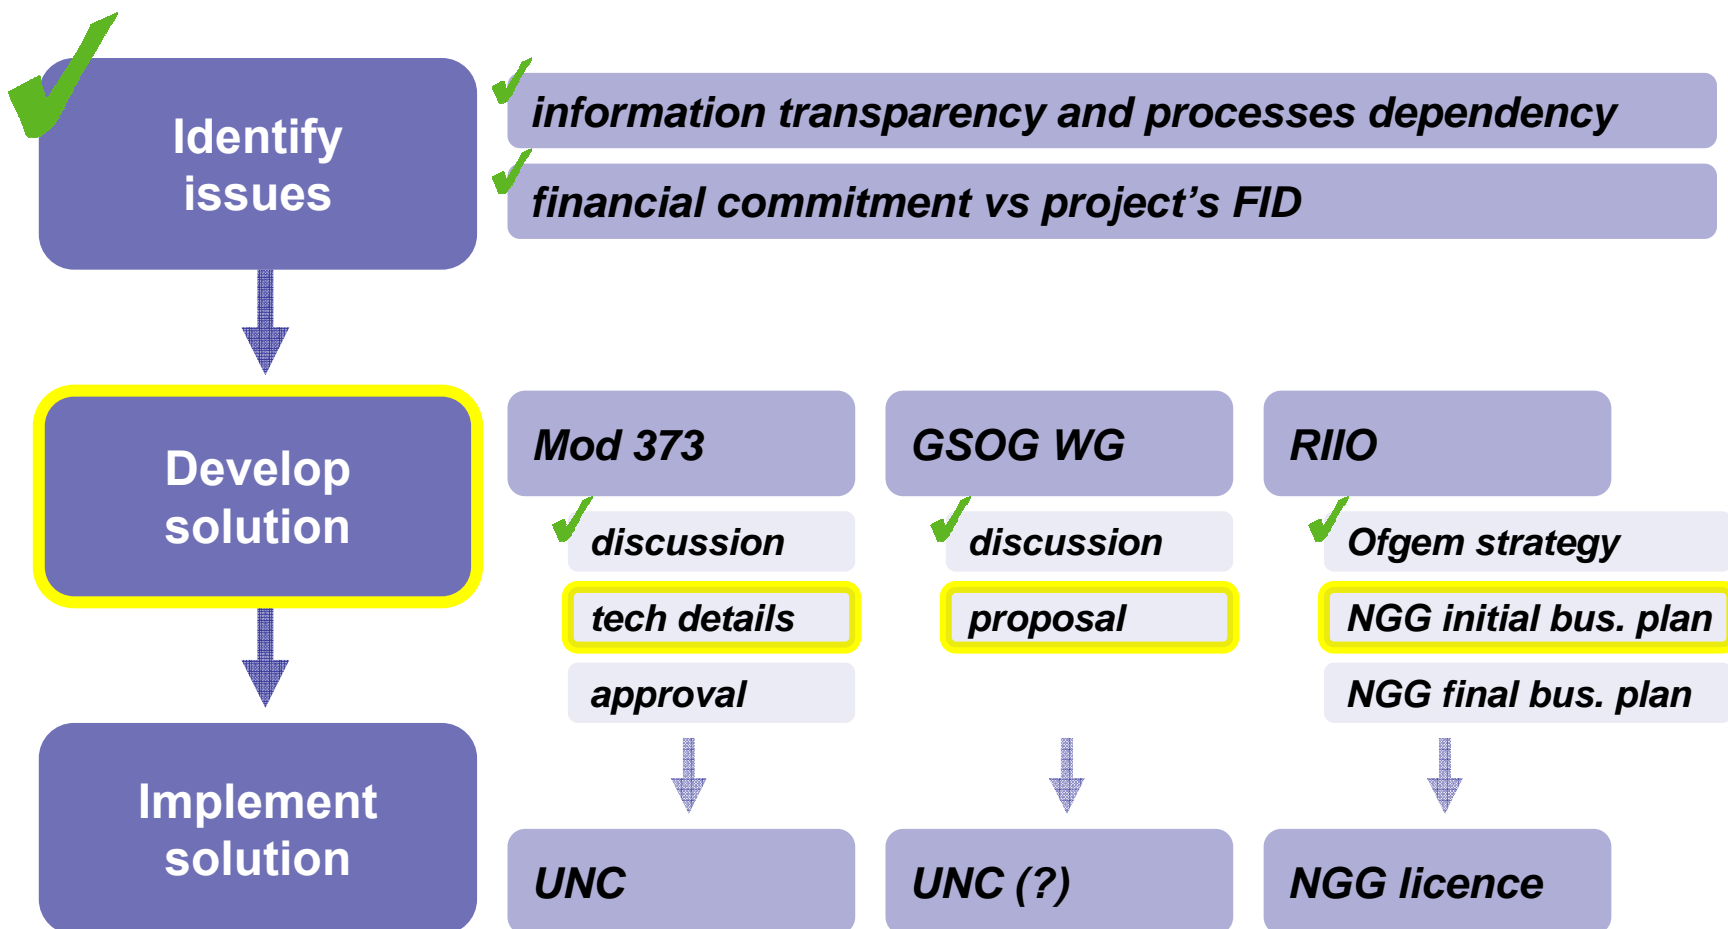 Identify
issues
information transparency and processes dependency
financial commitment vs project's FID
Develop
solution
Mod 373
GSOG WG
RIIO
discussion
discussion
Ofgem strategy
tech details
proposal
NGG initial bus. plan
approval
NGG final bus. plan
Implement
solution
UNC
UNC (?)
NGG licence